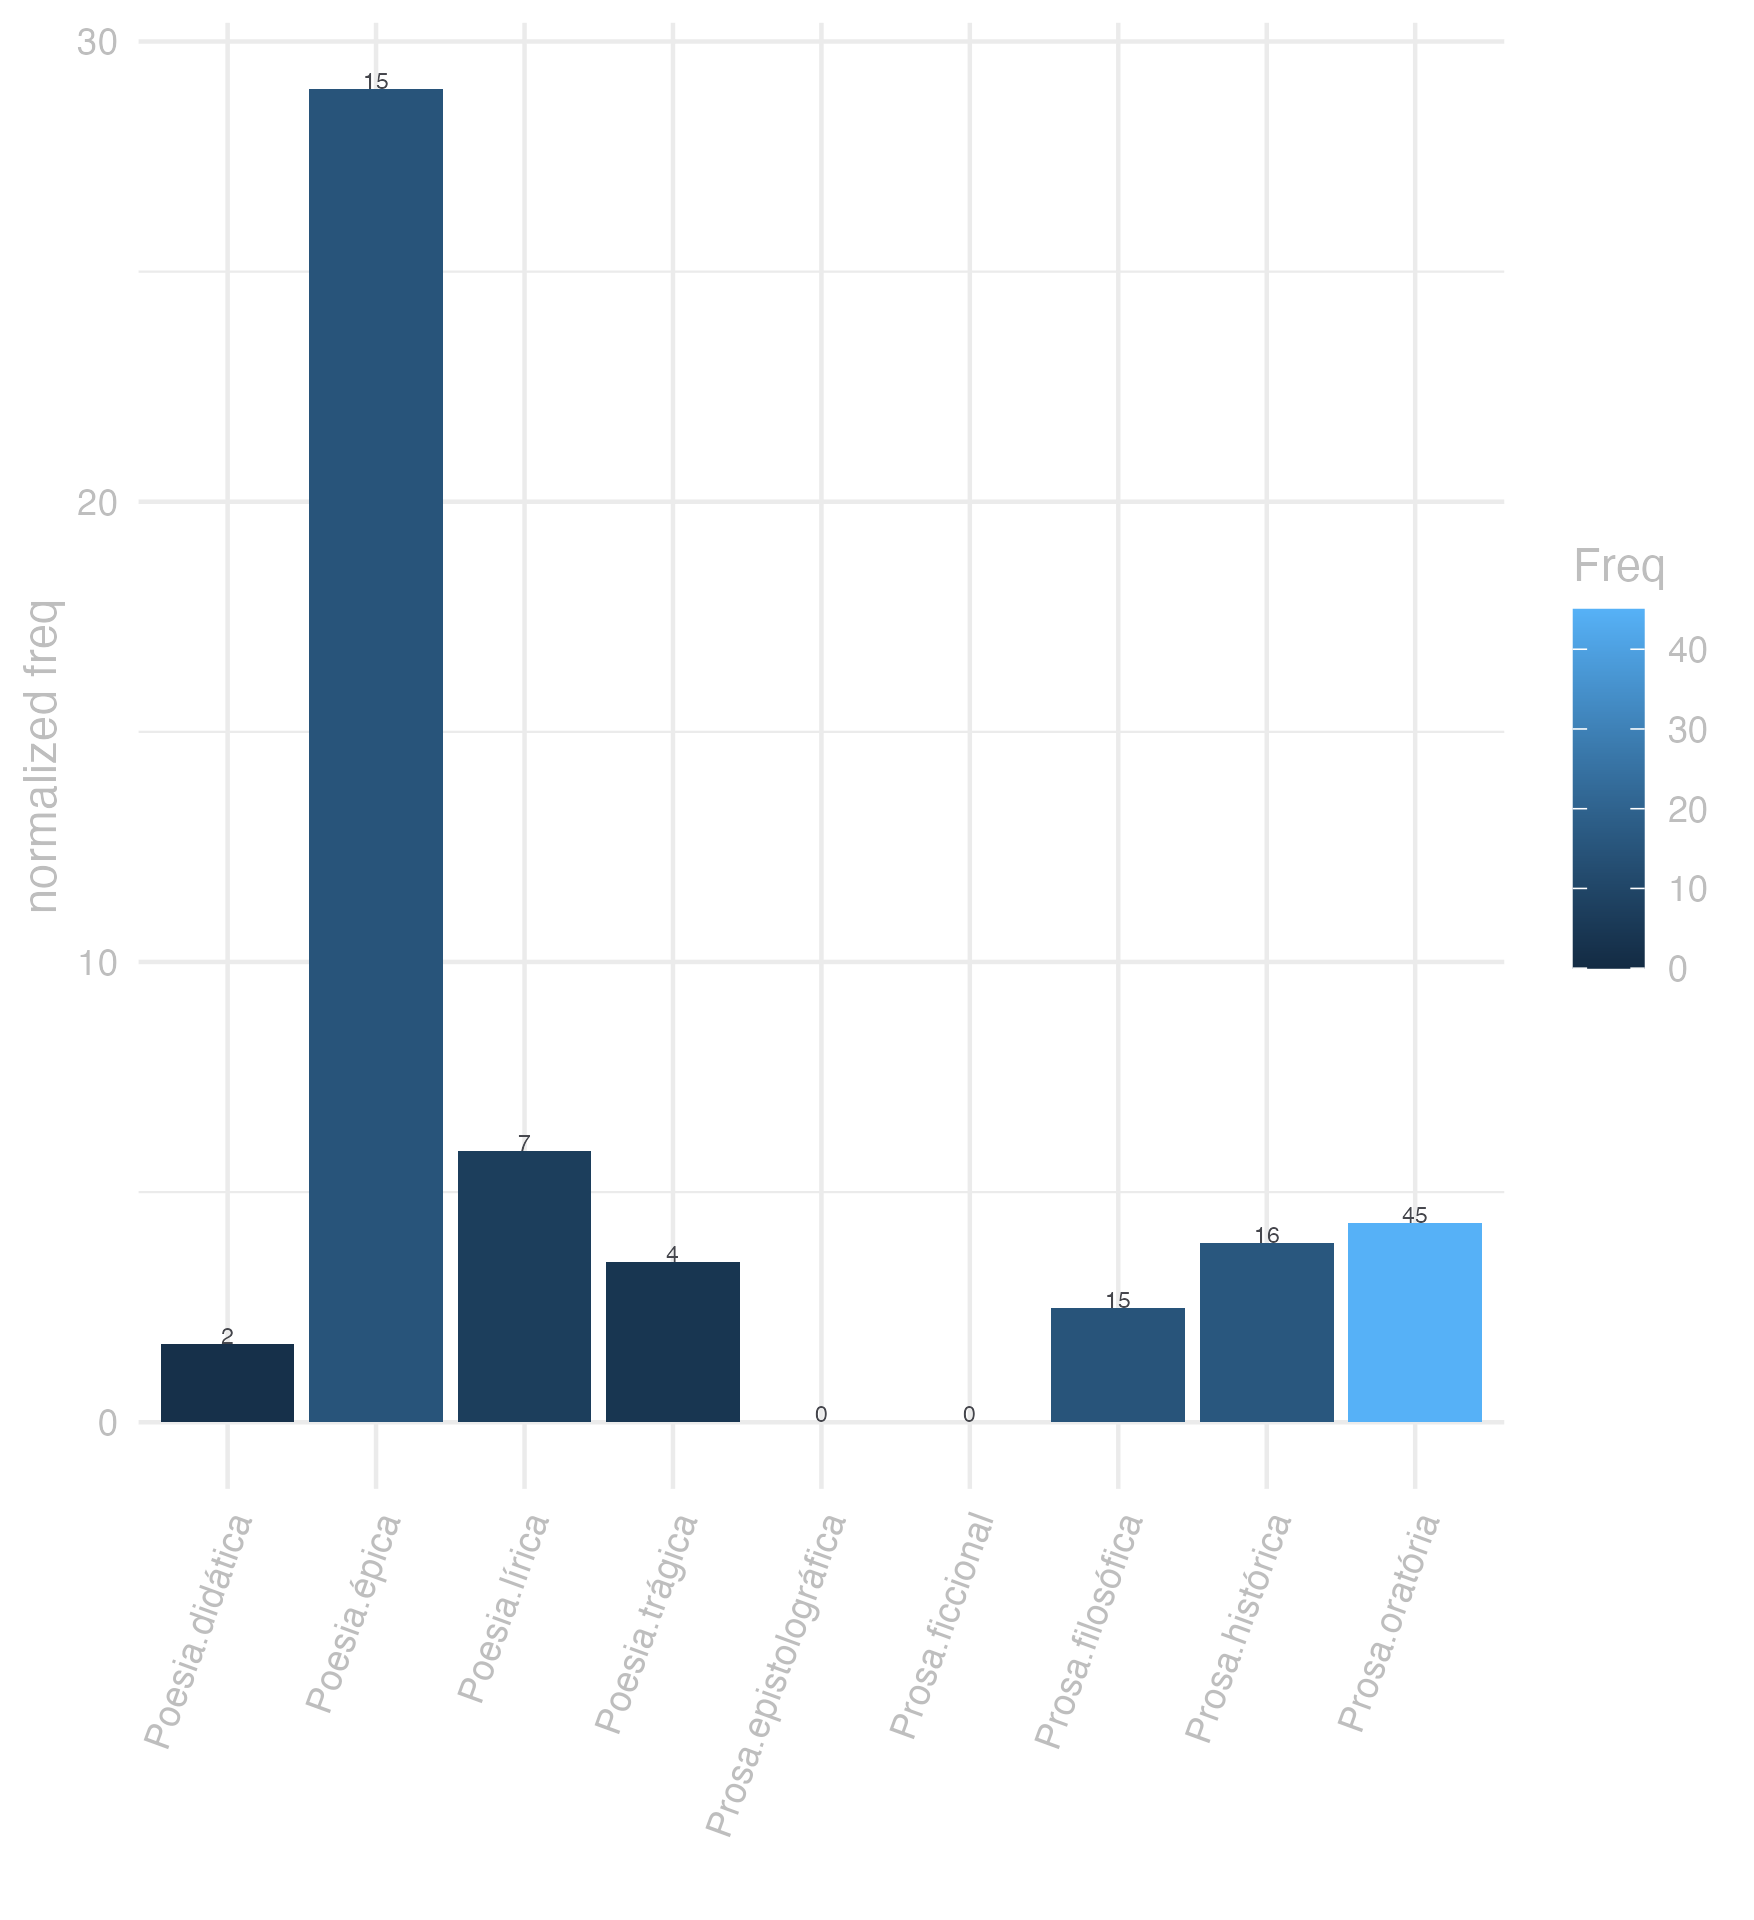 30
20
10
0
normalized freq
15
7
4
2
0
0
15
16
45
Poesia.didática
Poesia.épica
Poesia.lírica
Poesia.trágica
Prosa.epistolográfica
Prosa.ficcional
Prosa.filosófica
Prosa.histórica
Prosa.oratória
Freq
40
30
20
10
0